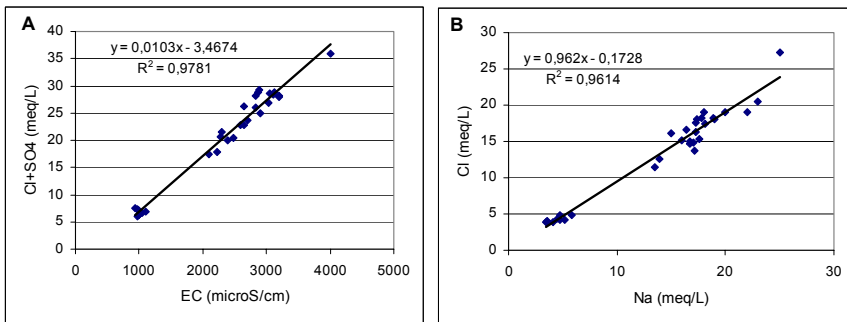 A
y = 0,0103x - 3,4674
R² = 0,9781
40
35
30
25
20
15
10
5
0
0 1000 2000 3000 4000 5000
Cl+SO4 (meq/L)
EC (microS/cm)
B
y = 0,962x - 0,1728
R² = 0,9614
30
25
20
15
10
5
0
0 10 20 30
Cl (meq/L)
Na (meq/L)